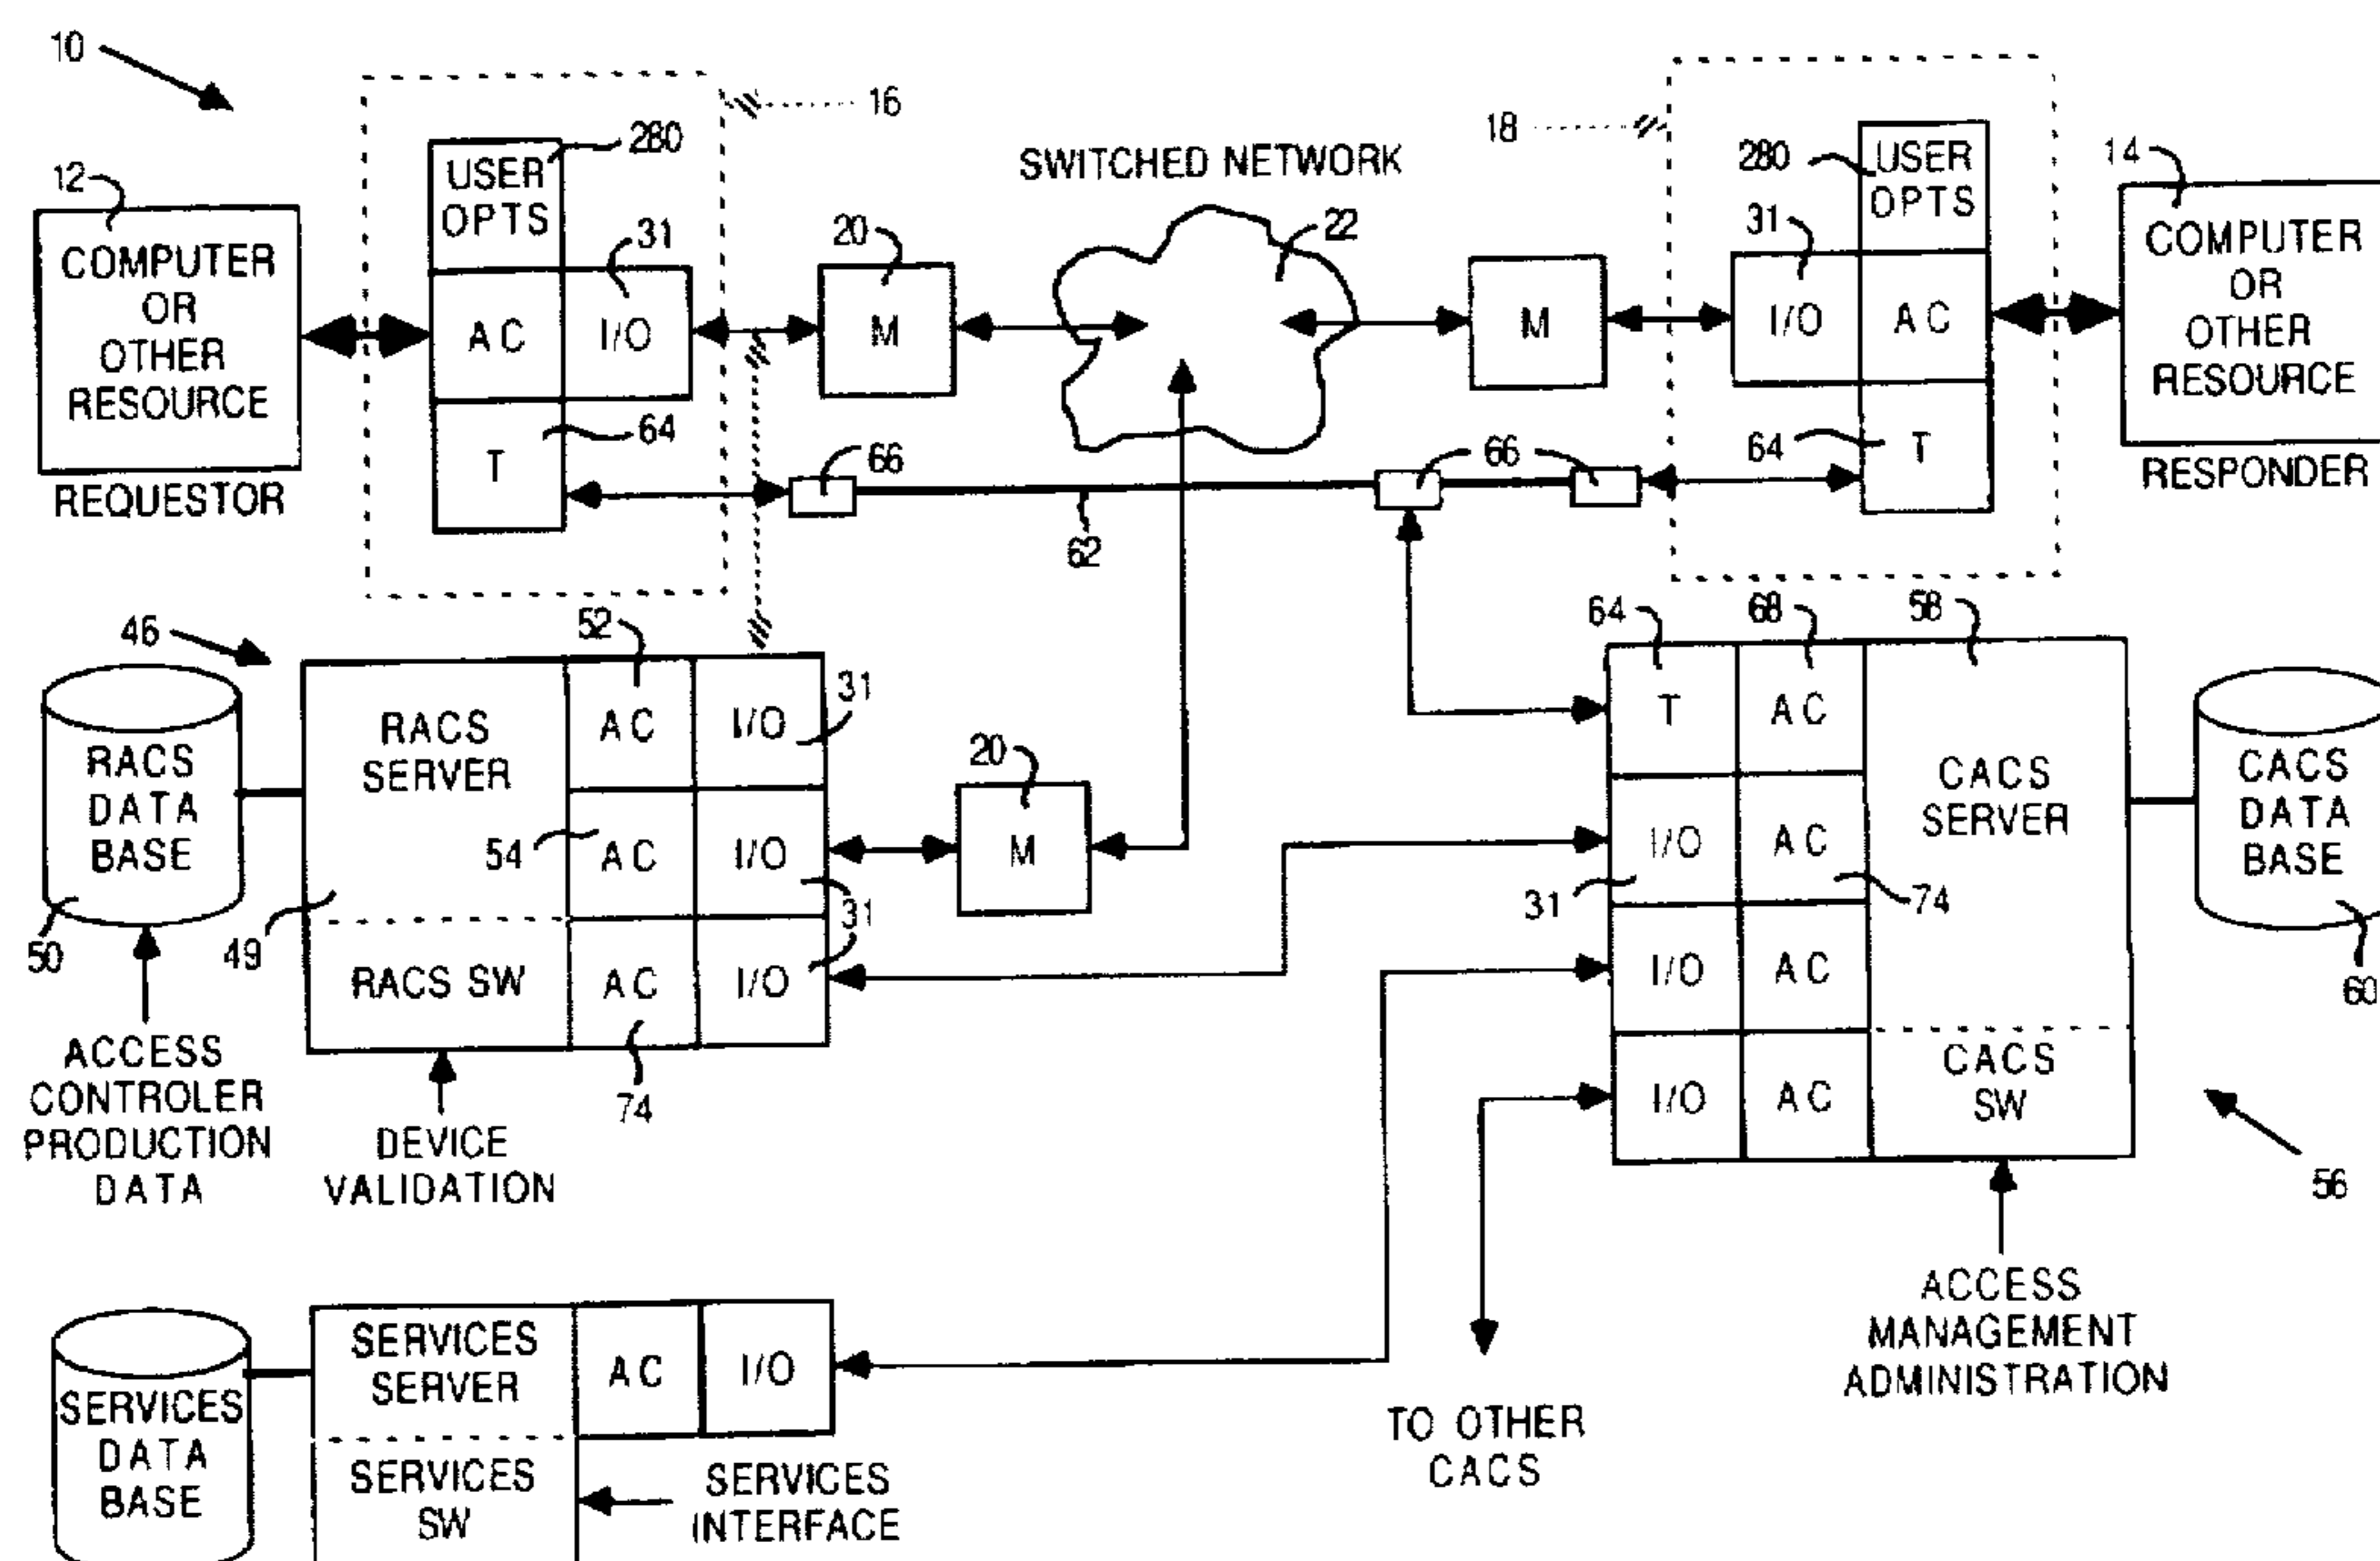 10
16
18
280
USER
OPTS
SWITCHED NETWORK
280
USER
OPTS
14
12
COMPUTER
OR
OTHER
RESOURCE
REQUESTOR
31
20
22
31
COMPUTER
OR
OTHER
RESOURCE
RESPONDER
AC
I/O
M
M
I/O
AC
64
T
66
62
66
64
T
46
52
31
64
68
58
RACS
DATA
BASE
50
RACS
SERVER
AC
I/O
54
AC
I/O
31
49
RACS SW
AC
I/O
74
20
M
T
AC
CACS
SERVER
I/O
AC
31
74
I/O
AC
I/O
AC
CACS
SW
CACS
DATA
BASE
60
56
ACCESS
CONTROLER
PRODUCTION
DATA
DEVICE
VALIDATION
ACCESS
MANAGEMENT
ADMINISTRATION
SERVICES
DATA
BASE
SERVICES
SERVER
AC
I/O
SERVICES
SW
SERVICES
INTERFACE
TO OTHER
CACS